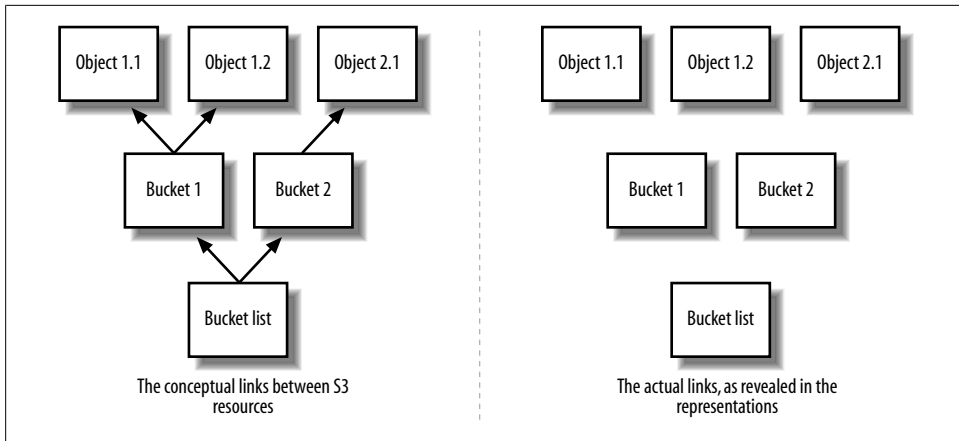 Object 1.1
Object 1.2
Object 2.1
Bucket 1
Bucket 2
Bucket list
The conceptual links between S3
resources
Object 1.1
Object 1.2
Object 2.1
Bucket 1
Bucket 2
Bucket list
The actual links, as revealed in the
representations